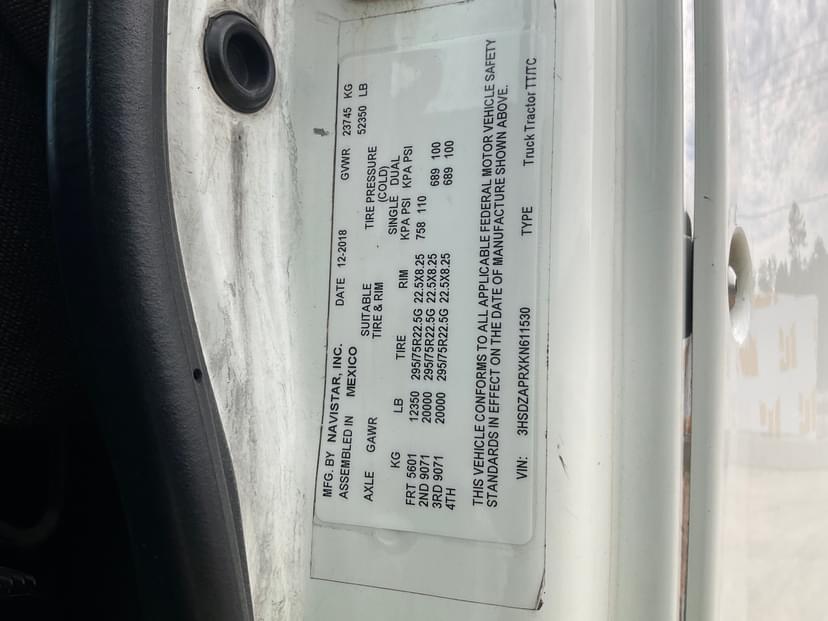 MFG. BY NAVISTAR, INC. DATE 12-2018 GVWR 23745 KG
ASSEMBLED IN MEXICO 52350 LB
AXLE GAWR SUITABLE TIRE & RIM TIRE PRESSURE (COLD)
SINGLE DUAL
KG LB TIRE RIM KPA PSI KPA PSI
FRT 5601 12350 295/75R22.5G 22.5X8.25 758 110
2ND 9071 20000 295/75R22.5G 22.5X8.25 689 100
3RD 9071 20000 295/75R22.5G 22.5X8.25 689 100
4TH
THIS VEHICLE CONFORMS TO ALL APPLICABLE FEDERAL MOTOR VEHICLE SAFETY
STANDARDS IN EFFECT ON THE DATE OF MANUFACTURE SHOWN ABOVE.
VIN: 3HSDZAPRXKN611530 TYPE Truck Tractor TT/TC